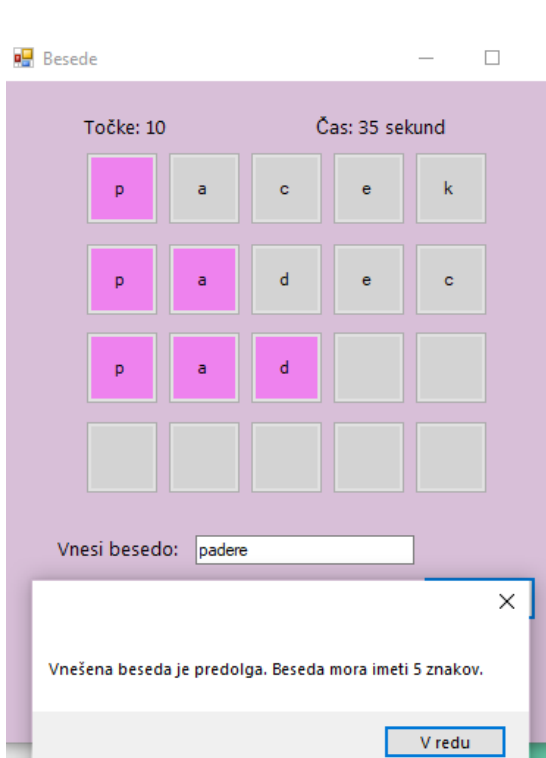 Besede
Točke: 10 Čas: 35 sekund
p a c e k
p a d e c
p a d
Vnesi besedo: padere
Vnešena beseda je predolga. Beseda mora imeti 5 znakov.
V redu